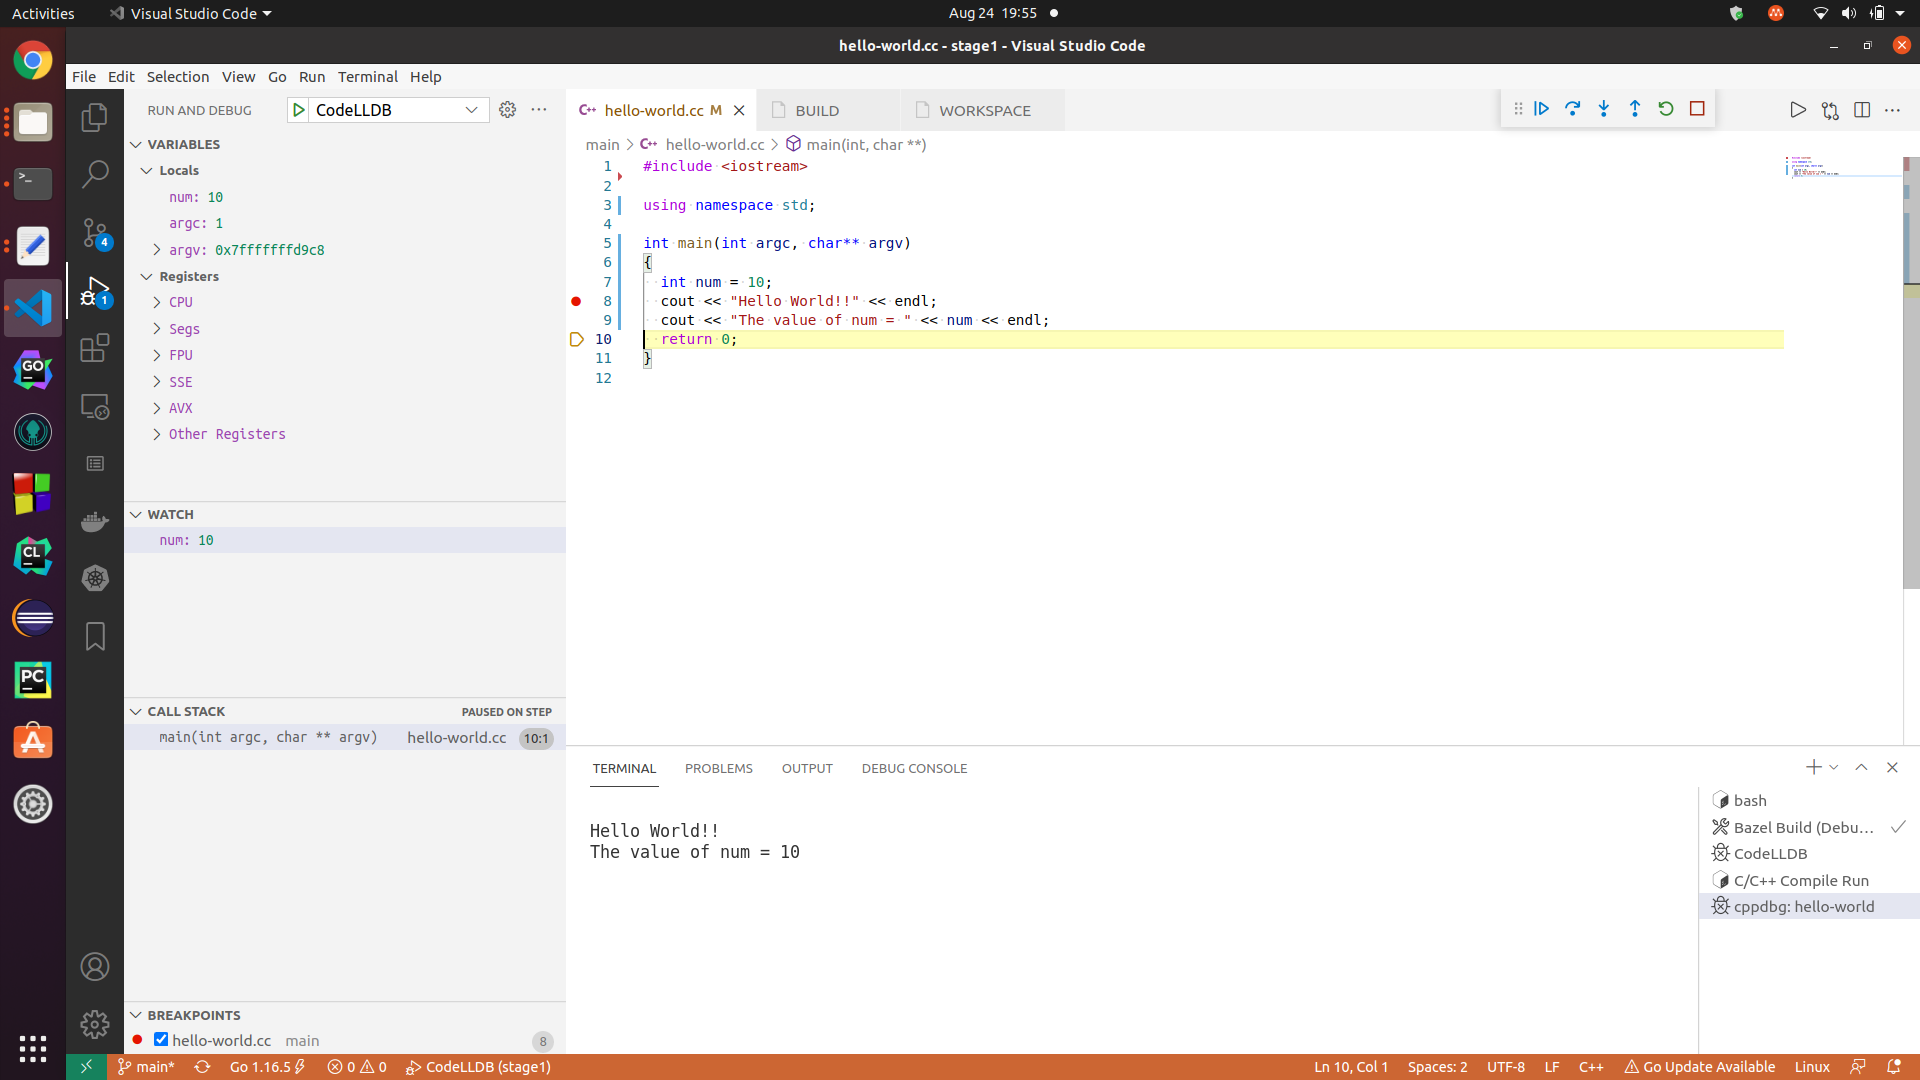 Activities
Visual Studio Code
Aug 24 19:55
hello-world.cc - stage1 - Visual Studio Code
File Edit Selection View Go Run Terminal Help
RUN AND DEBUG
CodeLLDB
VARIABLES
Locals
num: 10
argc: 1
argv: 0x7fffffffd9c8
Registers
CPU
Segs
FPU
SSE
AVX
Other Registers
WATCH
num: 10
CALL STACK
PAUSED ON STEP
main(int argc, char ** argv) hello-world.cc 10:1
BREAKPOINTS
hello-world.cc main 8
4
1
GO
CL
PC
hello-world.cc M
BUILD
WORKSPACE
main > hello-world.cc > main(int, char **)
1 #include <iostream>
2
3 using namespace std;
4
5 int main(int argc, char** argv)
6 {
7 int num = 10;
8 cout << "Hello World!!" << endl;
9 cout << "The value of num = " << num << endl;
10 return 0;
11 }
12
TERMINAL PROBLEMS OUTPUT DEBUG CONSOLE
Hello World!!
The value of num = 10
bash
Bazel Build (Debu...
CodeLLDB
C/C++ Compile Run
cppdbg: hello-world
main*
Go 1.16.5
0 0
CodeLLDB (stage1)
Ln 10, Col 1
Spaces: 2
UTF-8
LF
C++
Go Update Available
Linux